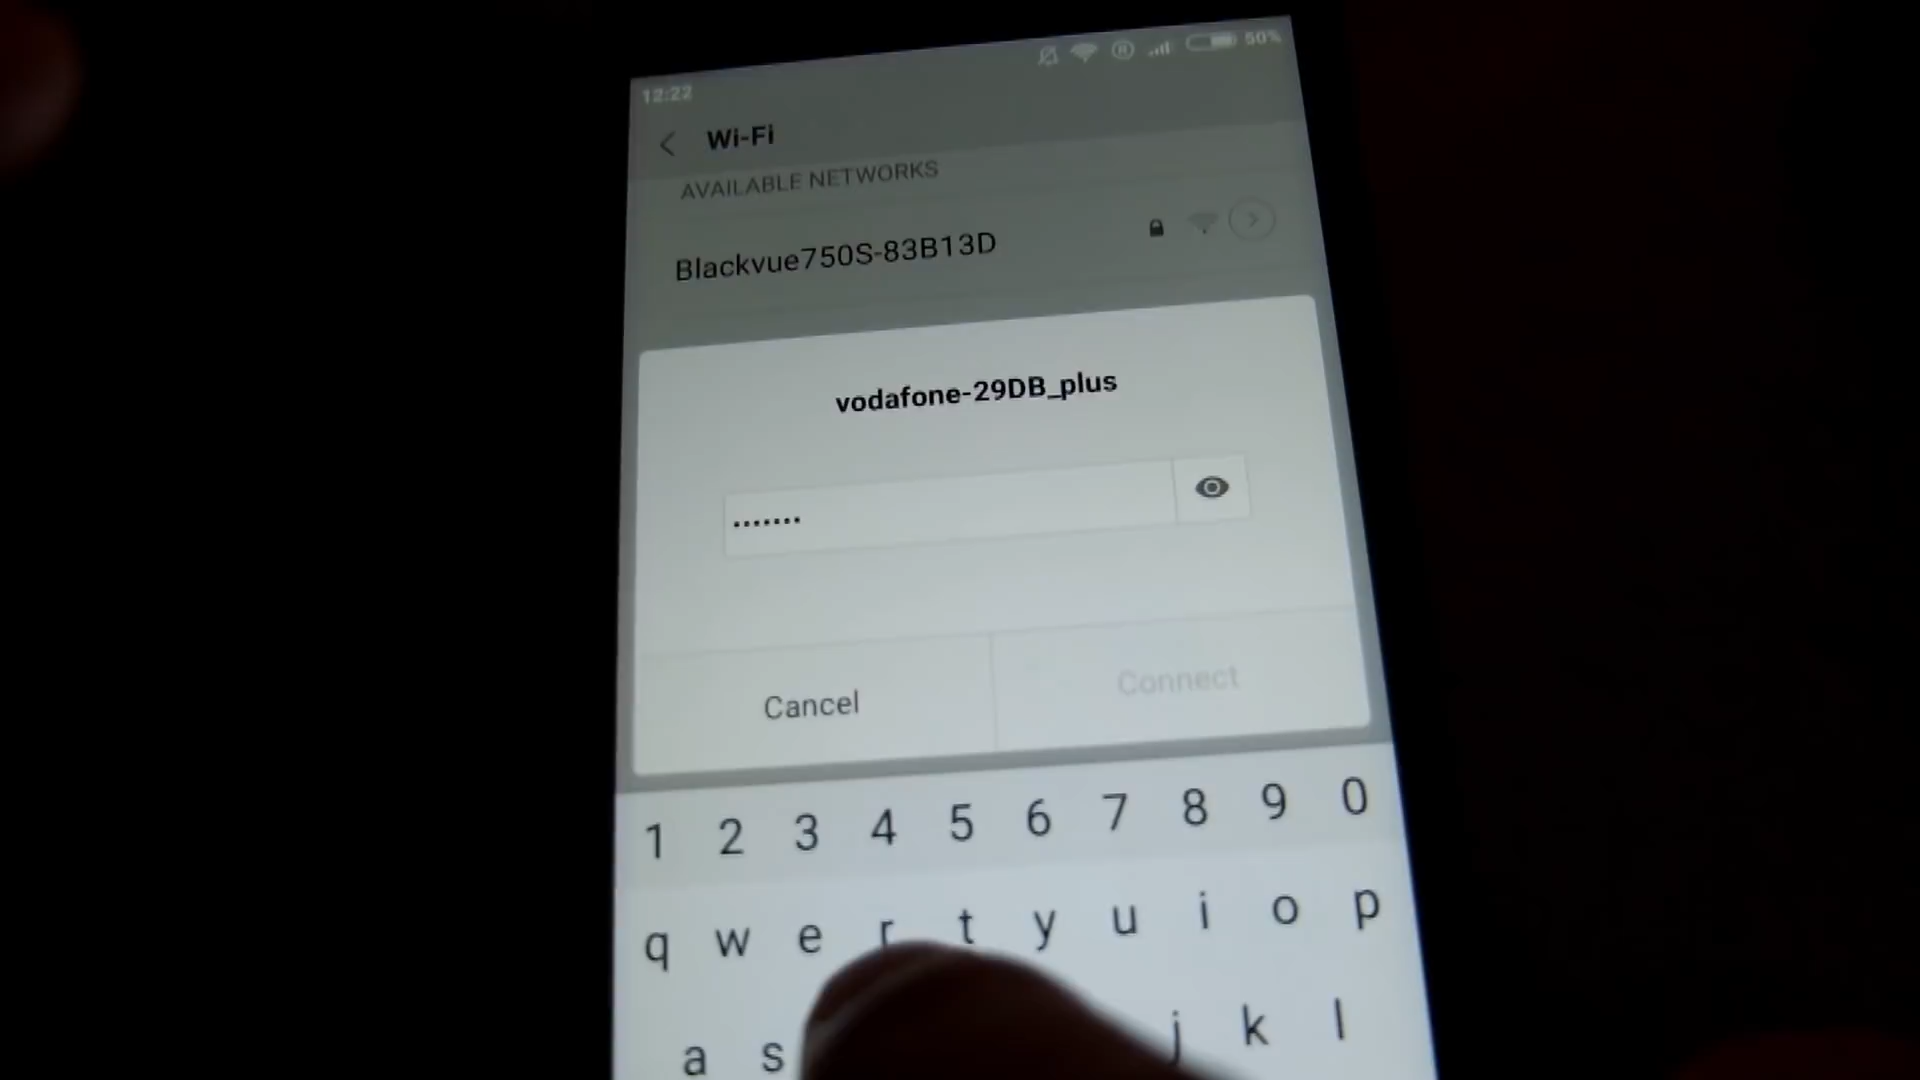 50%
12:22
Wi-Fi
AVAILABLE NETWORKS
Blackvue750S-83B13D
vodafone-29DB_plus
•••••••
Cancel Connect
1 2 3 4 5 6 7 8 9 0
q w e r t y u i o p
a s j k l